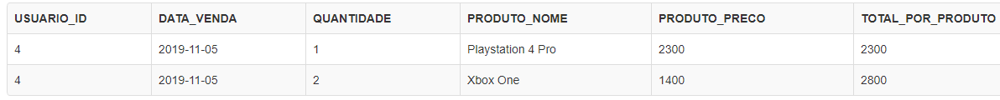 USUARIO_ID DATA_VENDA QUANTIDADE PRODUTO_NOME PRODUTO_PRECO TOTAL_POR_PRODUTO
4 2019-11-05 1 Playstation 4 Pro 2300 2300
4 2019-11-05 2 Xbox One 1400 2800